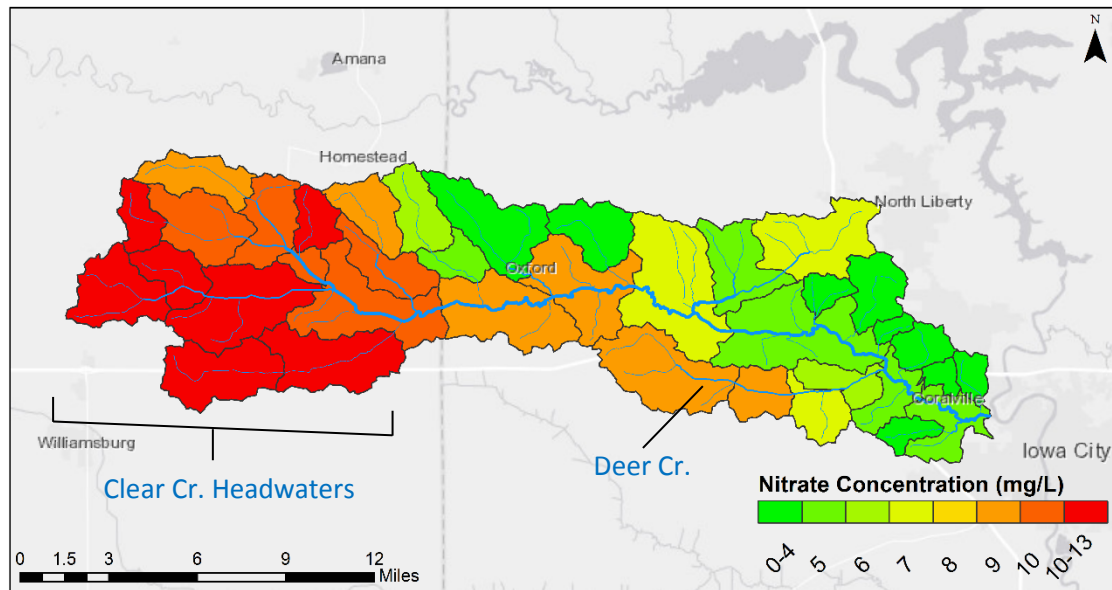 N
Amana
Homestead
North Liberty
Oxford
Coralville
Iowa City
Williamsburg
Clear Cr. Headwaters
Deer Cr.
Nitrate Concentration (mg/L)
0-4 5 6 7 8 9 10 10-13
0 1.5 3 6 9 12
Miles